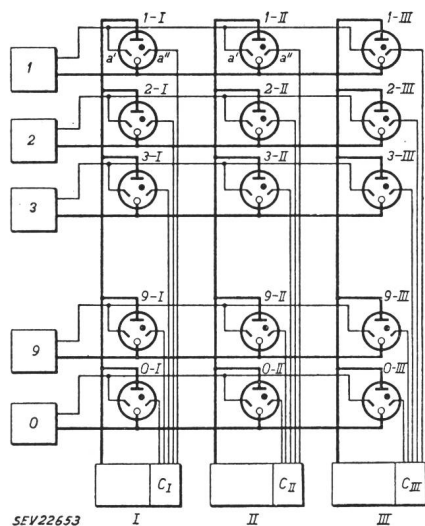 1-I 1-II 1-III
1 a' a" a' a"
2-I 2-II 2-III
2
3-I 3-II 3-III
3
9-I 9-II 9-III
9
0-I 0-II 0-III
0
C_I C_II C_III
SEV22653 I II III